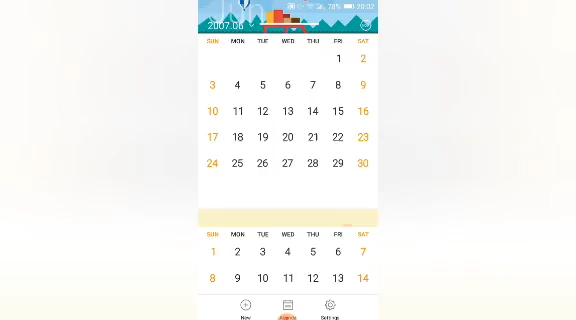 Jun
78% 20:02
2007.06
SUN MON TUE WED THU FRI SAT
1 2
3 4 5 6 7 8 9
10 11 12 13 14 15 16
17 18 19 20 21 22 23
24 25 26 27 28 29 30
SUN MON TUE WED THU FRI SAT
1 2 3 4 5 6 7
8 9 10 11 12 13 14
New Agenda Settings